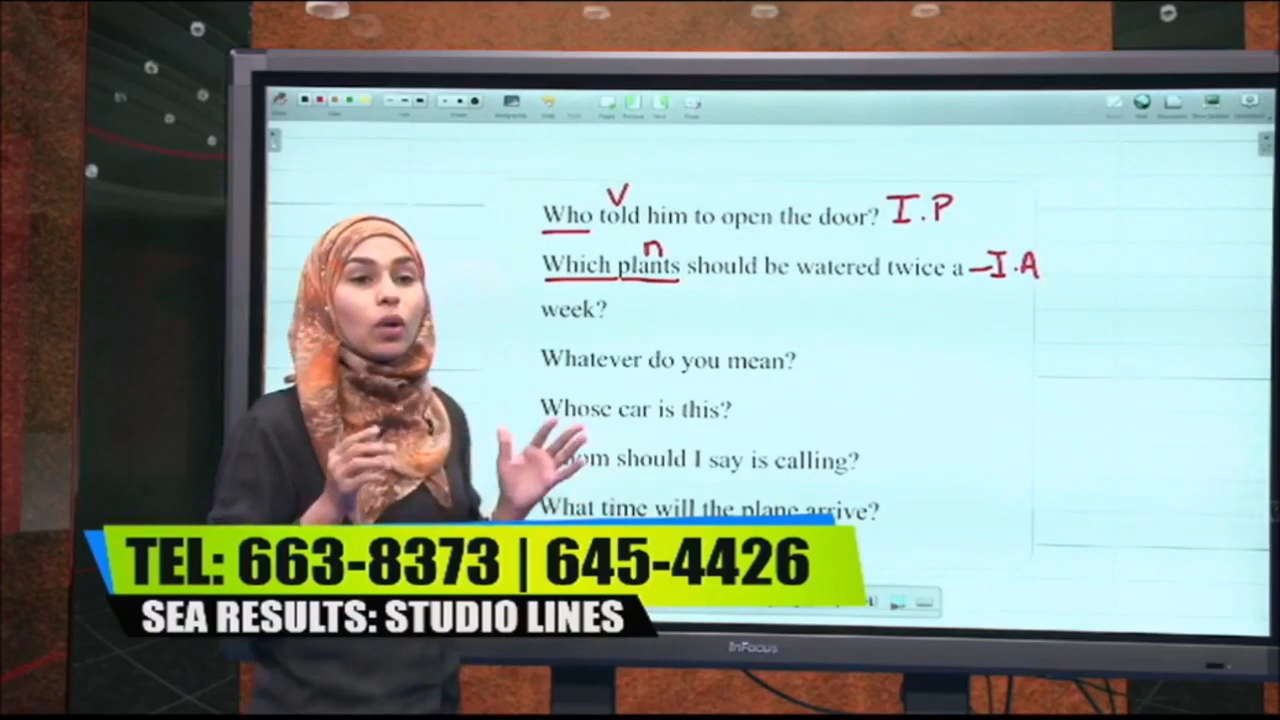 V
Who told him to open the door? I.P
n
Which plants should be watered twice a –I.A
week?
Whatever do you mean?
Whose car is this?
should I say is calling?
What time will the plane arrive?
TEL: 663-8373 | 645-4426
SEA RESULTS: STUDIO LINES
InFocus